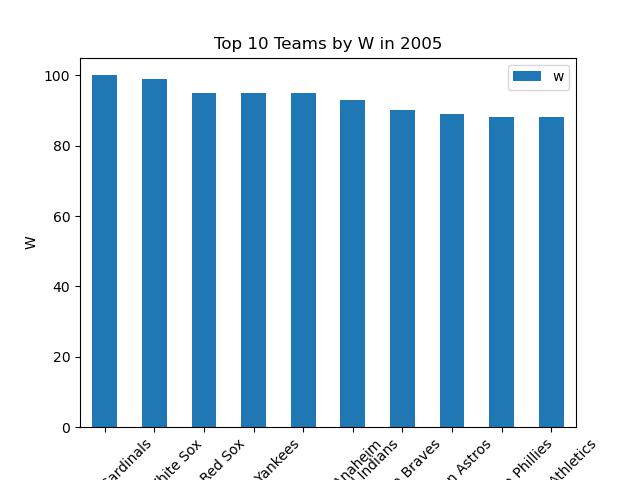 Top 10 Teams by W in 2005
w
W
100
80
60
40
20
0
Cardinals
White Sox
Red Sox
Yankees
Anaheim
Indians
Braves
Astros
Phillies
Athletics